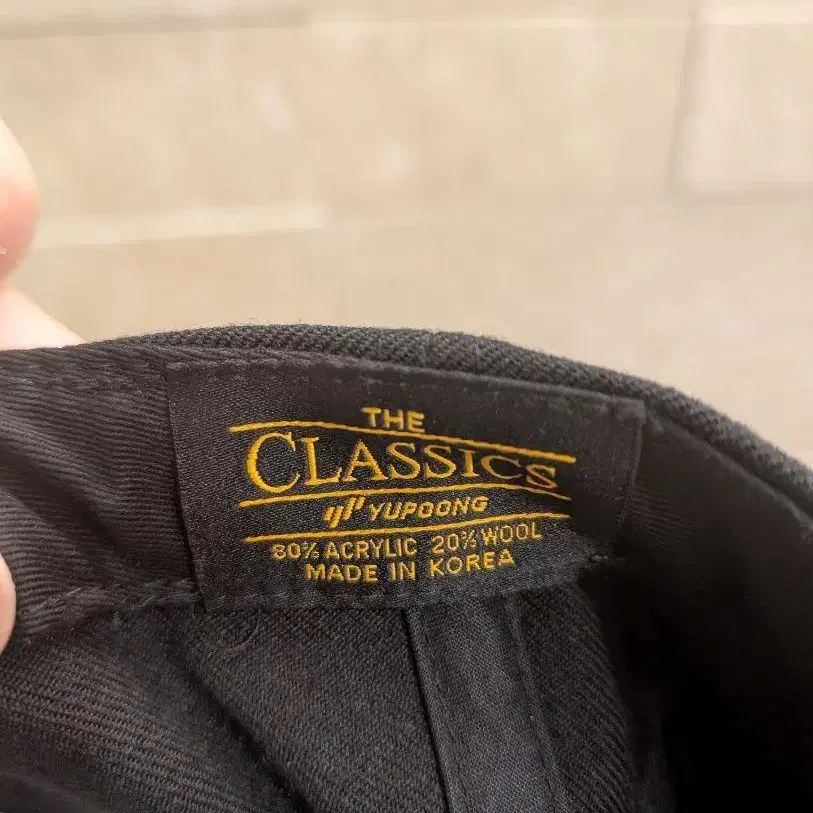 THE
CLASSICS
YUPOONG
80% ACRYLIC 20% WOOL
MADE IN KOREA